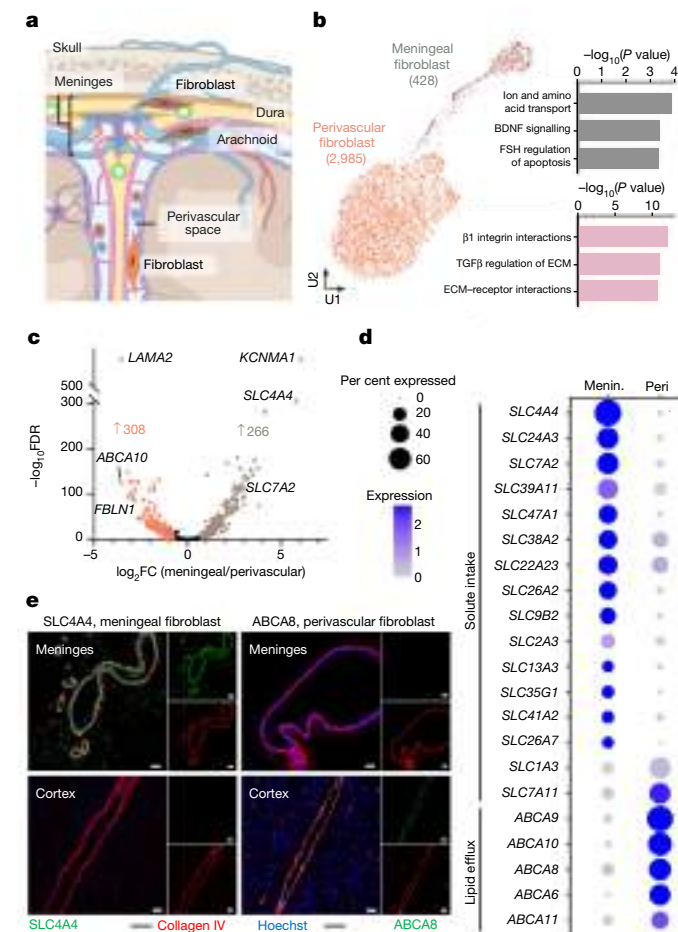 a
Skull
Meninges
Fibroblast
Dura
Arachnoid
Perivascular
space
Fibroblast
b
Meningeal
fibroblast
(428)
Perivascular
fibroblast
(2,985)
U2
U1
–log10(P value)
0 1 2 3 4
Ion and amino
acid transport
BDNF signalling
FSH regulation
of apoptosis
–log10(P value)
0 5 10
β1 integrin interactions
TGFβ regulation of ECM
ECM–receptor interactions
c
LAMA2
KCNMA1
500
SLC4A4
300
↑308
↑266
–log10FDR
200
ABCA10
SLC7A2
100
FBLN1
0
–5 0 5
log2FC (meningeal/perivascular)
d
Per cent expressed
0
20
40
60
Expression
2
1
0
Menin. Peri
Solute intake
SLC4A4
SLC24A3
SLC7A2
SLC39A11
SLC47A1
SLC38A2
SLC22A23
SLC26A2
SLC9B2
SLC2A3
SLC13A3
SLC35G1
SLC41A2
SLC26A7
SLC1A3
SLC7A11
Lipid efflux
ABCA9
ABCA10
ABCA8
ABCA6
ABCA11
e
SLC4A4, meningeal fibroblast
ABCA8, perivascular fibroblast
Meninges
Meninges
Cortex
Cortex
SLC4A4 Collagen IV Hoechst ABCA8